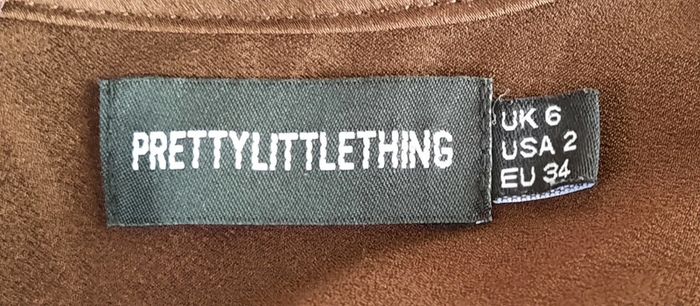 PRETTYLITTLETHING
UK 6
USA 2
EU 34